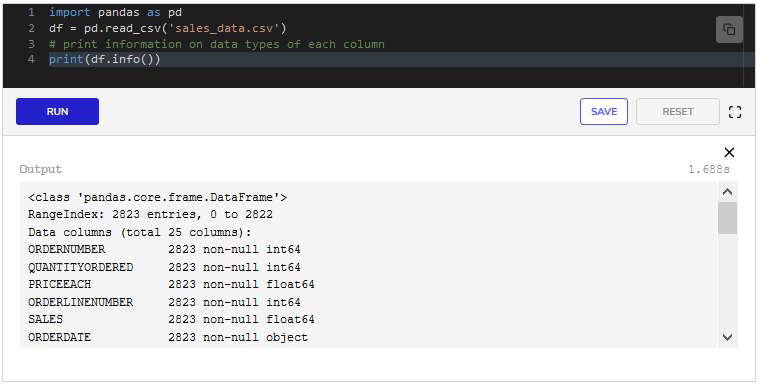 1 import pandas as pd
2 df = pd.read_csv('sales_data.csv')
3 # print information on data types of each column
4 print(df.info())
RUN SAVE RESET
Output 1.688s
<class 'pandas.core.frame.DataFrame'>
RangeIndex: 2823 entries, 0 to 2822
Data columns (total 25 columns):
ORDERNUMBER         2823 non-null int64
QUANTITYORDERED     2823 non-null int64
PRICEEACH           2823 non-null float64
ORDERLINENUMBER     2823 non-null int64
SALES               2823 non-null float64
ORDERDATE           2823 non-null object